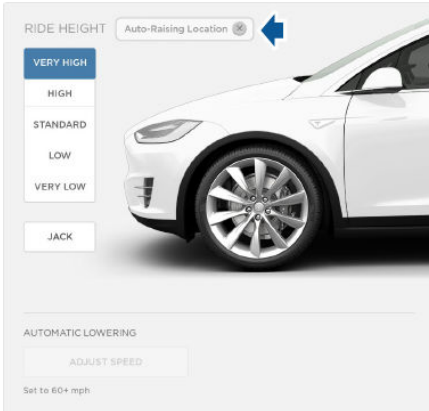 RIDE HEIGHT
Auto-Raising Location
VERY HIGH
HIGH
STANDARD
LOW
VERY LOW
JACK
AUTOMATIC LOWERING
ADJUST SPEED
Set to 60+ mph